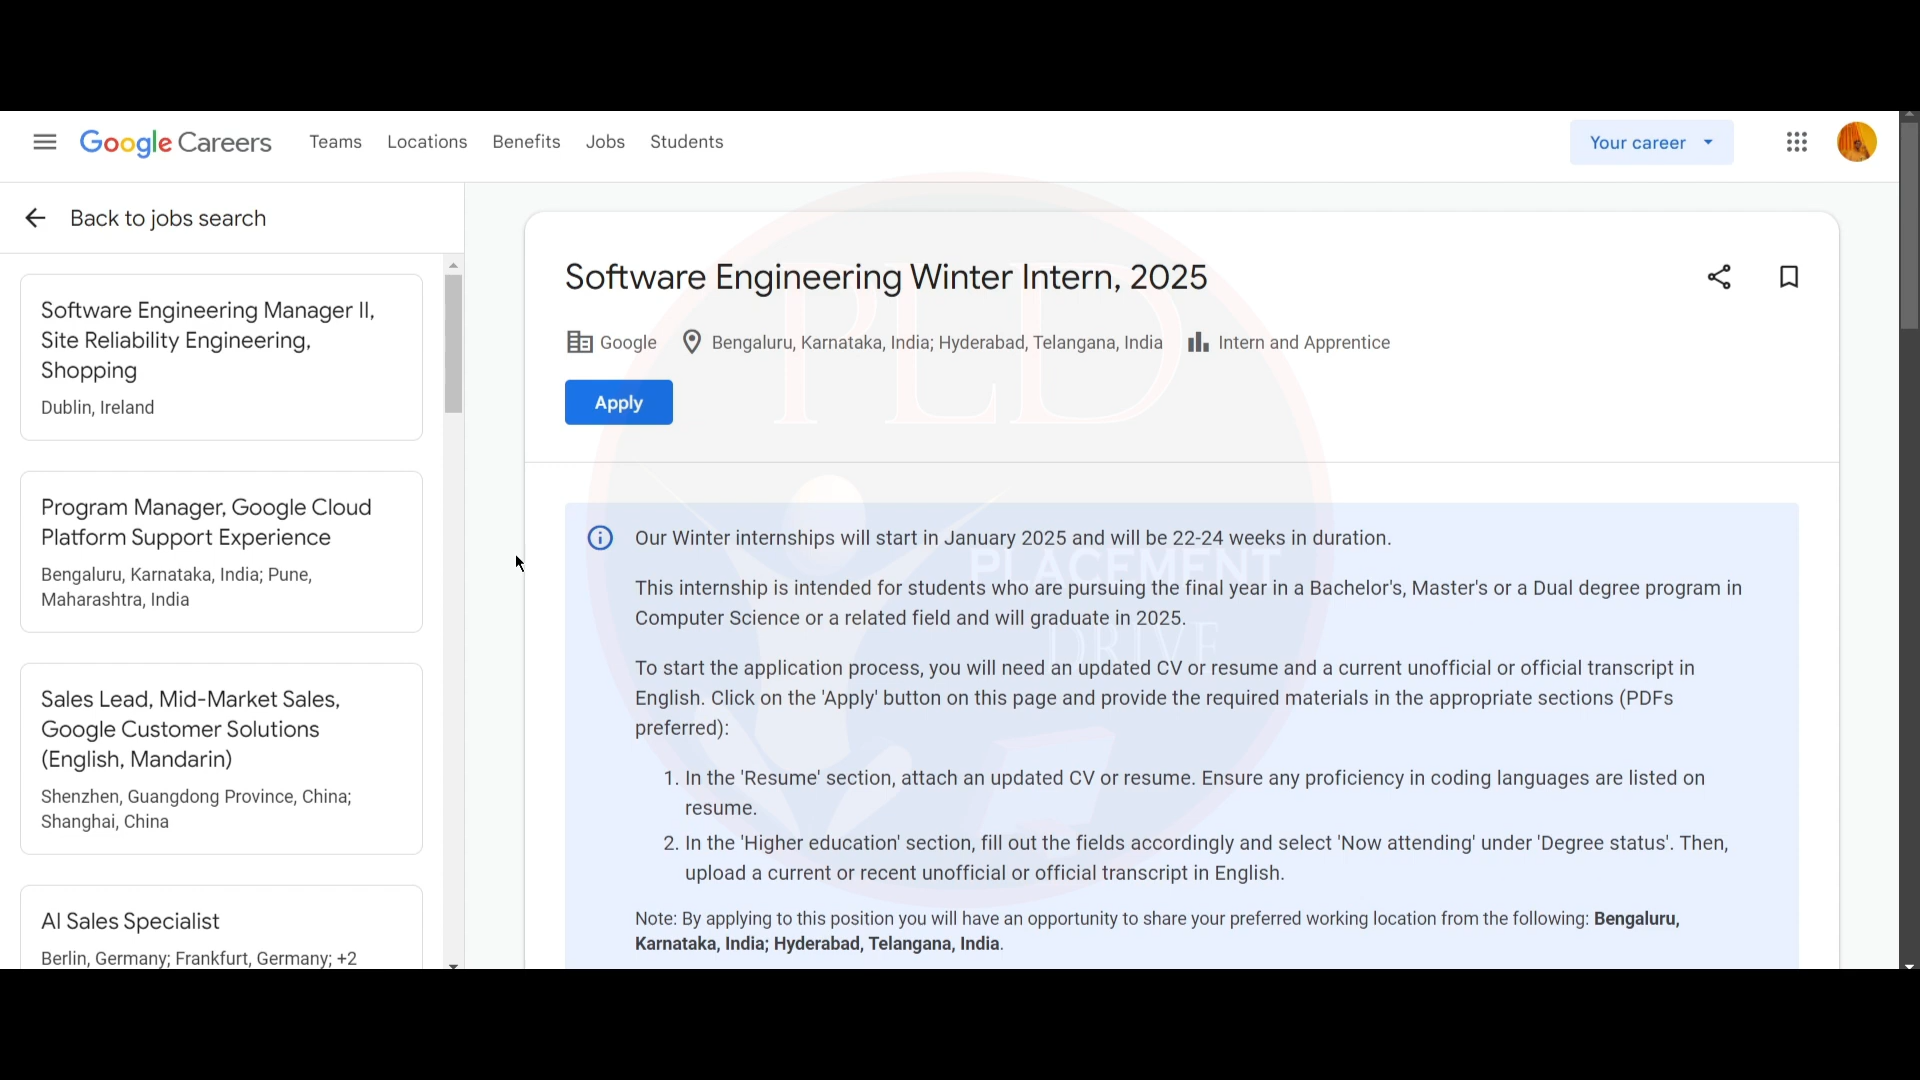 Google Careers
Teams
Locations
Benefits
Jobs
Students
Your career
Back to jobs search
Software Engineering Manager II,
Site Reliability Engineering,
Shopping
Dublin, Ireland
Program Manager, Google Cloud
Platform Support Experience
Bengaluru, Karnataka, India; Pune,
Maharashtra, India
Sales Lead, Mid-Market Sales,
Google Customer Solutions
(English, Mandarin)
Shenzhen, Guangdong Province, China;
Shanghai, China
AI Sales Specialist
Berlin, Germany; Frankfurt, Germany; +2
Software Engineering Winter Intern, 2025
Google
Bengaluru, Karnataka, India; Hyderabad, Telangana, India
Intern and Apprentice
Apply
Our Winter internships will start in January 2025 and will be 22-24 weeks in duration.
This internship is intended for students who are pursuing the final year in a Bachelor's, Master's or a Dual degree program in
Computer Science or a related field and will graduate in 2025.
To start the application process, you will need an updated CV or resume and a current unofficial or official transcript in
English. Click on the 'Apply' button on this page and provide the required materials in the appropriate sections (PDFs
preferred):
1. In the 'Resume' section, attach an updated CV or resume. Ensure any proficiency in coding languages are listed on
resume.
2. In the 'Higher education' section, fill out the fields accordingly and select 'Now attending' under 'Degree status'. Then,
upload a current or recent unofficial or official transcript in English.
Note: By applying to this position you will have an opportunity to share your preferred working location from the following: Bengaluru,
Karnataka, India; Hyderabad, Telangana, India.
PLD
PLACEMENT
DRIVE